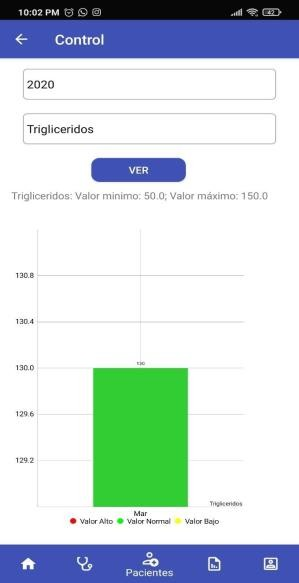 10:02 PM 42
Control
2020
Trigliceridos
VER
Trigliceridos: Valor minimo: 50.0; Valor máximo: 150.0
130.8
130.4
130.0
130
129.6
129.2
Trigliceridos
Mar
Valor Alto Valor Normal Valor Bajo
Pacientes